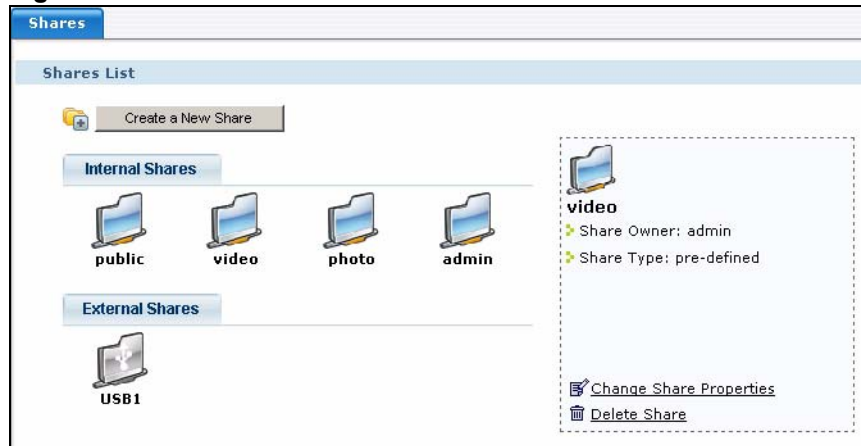 Shares
Shares List
Create a New Share
Internal Shares
public video photo admin
External Shares
USB1
video
Share Owner: admin
Share Type: pre-defined
Change Share Properties
Delete Share